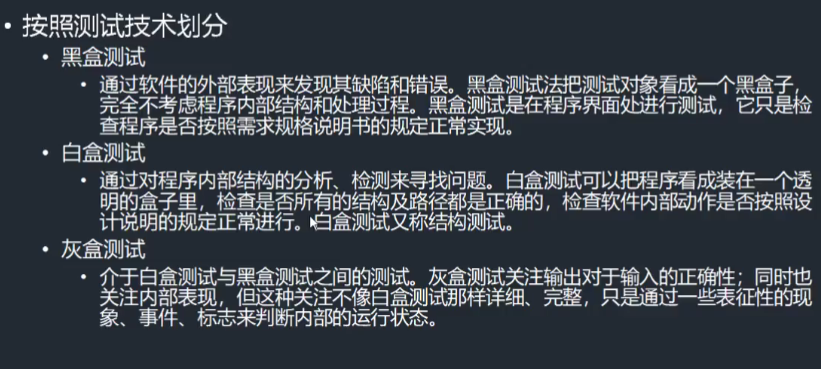 • 按照测试技术划分
• 黑盒测试
• 通过软件的外部表现来发现其缺陷和错误。黑盒测试法把测试对象看成一个黑盒子，
完全不考虑程序内部结构和处理过程。黑盒测试是在程序界面处进行测试，它只是检
查程序是否按照需求规格说明书的规定正常实现。
• 白盒测试
• 通过对程序内部结构的分析、检测来寻找问题。白盒测试可以把程序看成装在一个透
明的盒子里，检查是否所有的结构及路径都是正确的，检查软件内部动作是否按照设
计说明的规定正常进行。白盒测试又称结构测试。
• 灰盒测试
• 介于白盒测试与黑盒测试之间的测试。灰盒测试关注输出对于输入的正确性；同时也
关注内部表现，但这种关注不像白盒测试那样详细、完整，只是通过一些表征性的现
象、事件、标志来判断内部的运行状态。